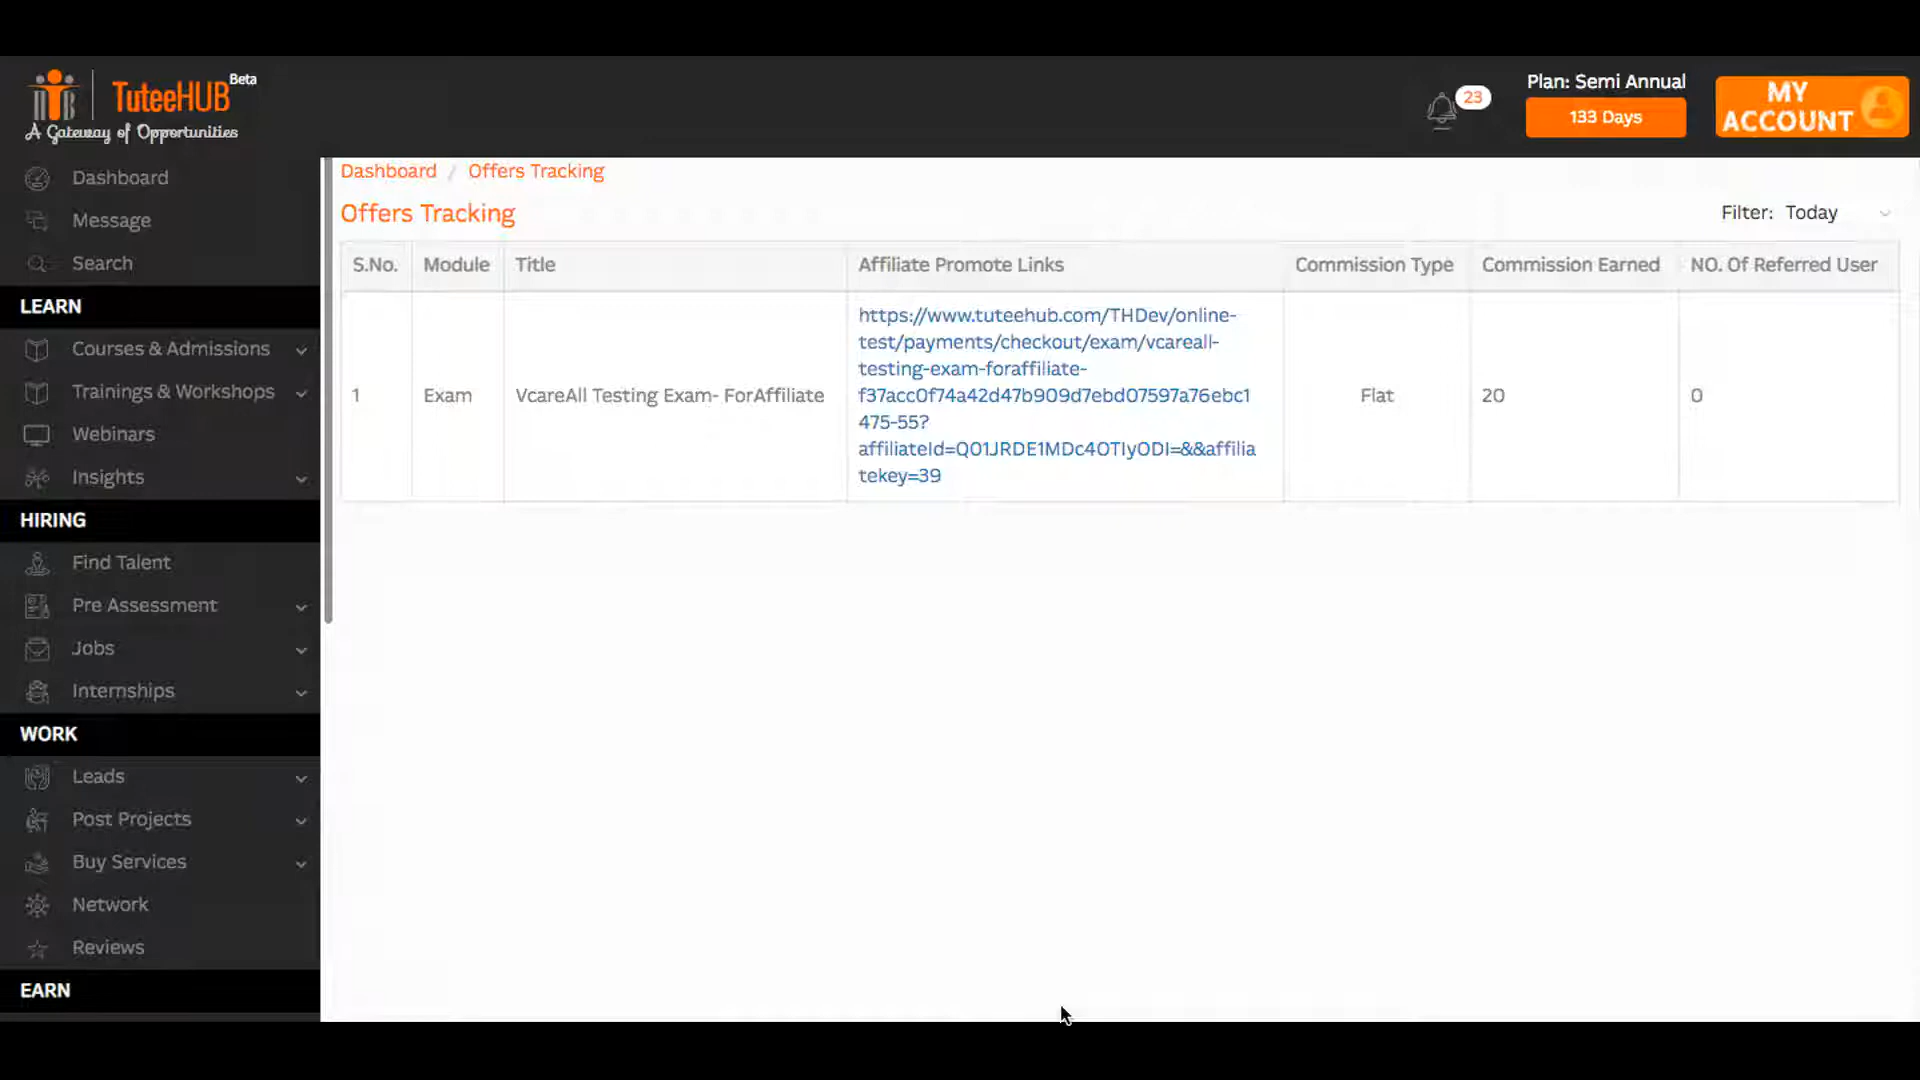 TuteeHUB Beta
A Gateway of Opportunities
23
Plan: Semi Annual
133 Days
MY ACCOUNT
Dashboard
Message
Search
LEARN
Courses & Admissions
Trainings & Workshops
Webinars
Insights
HIRING
Find Talent
Pre Assessment
Jobs
Internships
WORK
Leads
Post Projects
Buy Services
Network
Reviews
EARN
Dashboard / Offers Tracking
Offers Tracking
Filter: Today
S.No. Module Title Affiliate Promote Links Commission Type Commission Earned NO. Of Referred User
1 Exam VcareAll Testing Exam- ForAffiliate
https://www.tuteehub.com/THDev/online-
test/payments/checkout/exam/vcareall-
testing-exam-foraffiliate-
f37acc0f74a42d47b909d7ebd07597a76ebc1
475-55?
affiliateId=Q01JRDE1MDc4OTIyODI=&&affilia
tekey=39
Flat 20 0